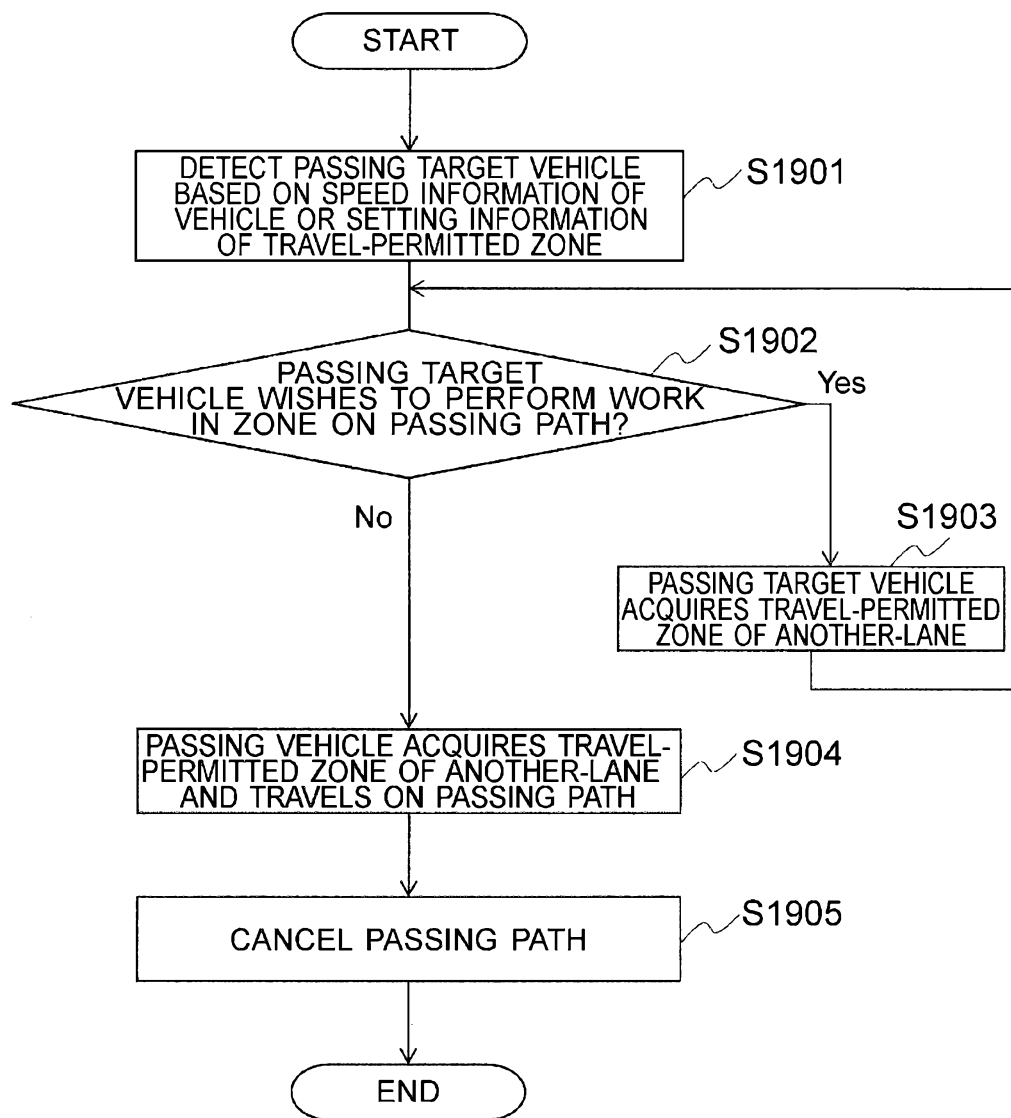 START
DETECT PASSING TARGET VEHICLE
BASED ON SPEED INFORMATION OF
VEHICLE OR SETTING INFORMATION
OF TRAVEL-PERMITTED ZONE
S1901
S1902
PASSING TARGET
VEHICLE WISHES TO PERFORM WORK
IN ZONE ON PASSING PATH?
Yes
No
S1903
PASSING TARGET VEHICLE
ACQUIRES TRAVEL-PERMITTED
ZONE OF ANOTHER-LANE
PASSING VEHICLE ACQUIRES TRAVEL-
PERMITTED ZONE OF ANOTHER-LANE
AND TRAVELS ON PASSING PATH
S1904
CANCEL PASSING PATH
S1905
END